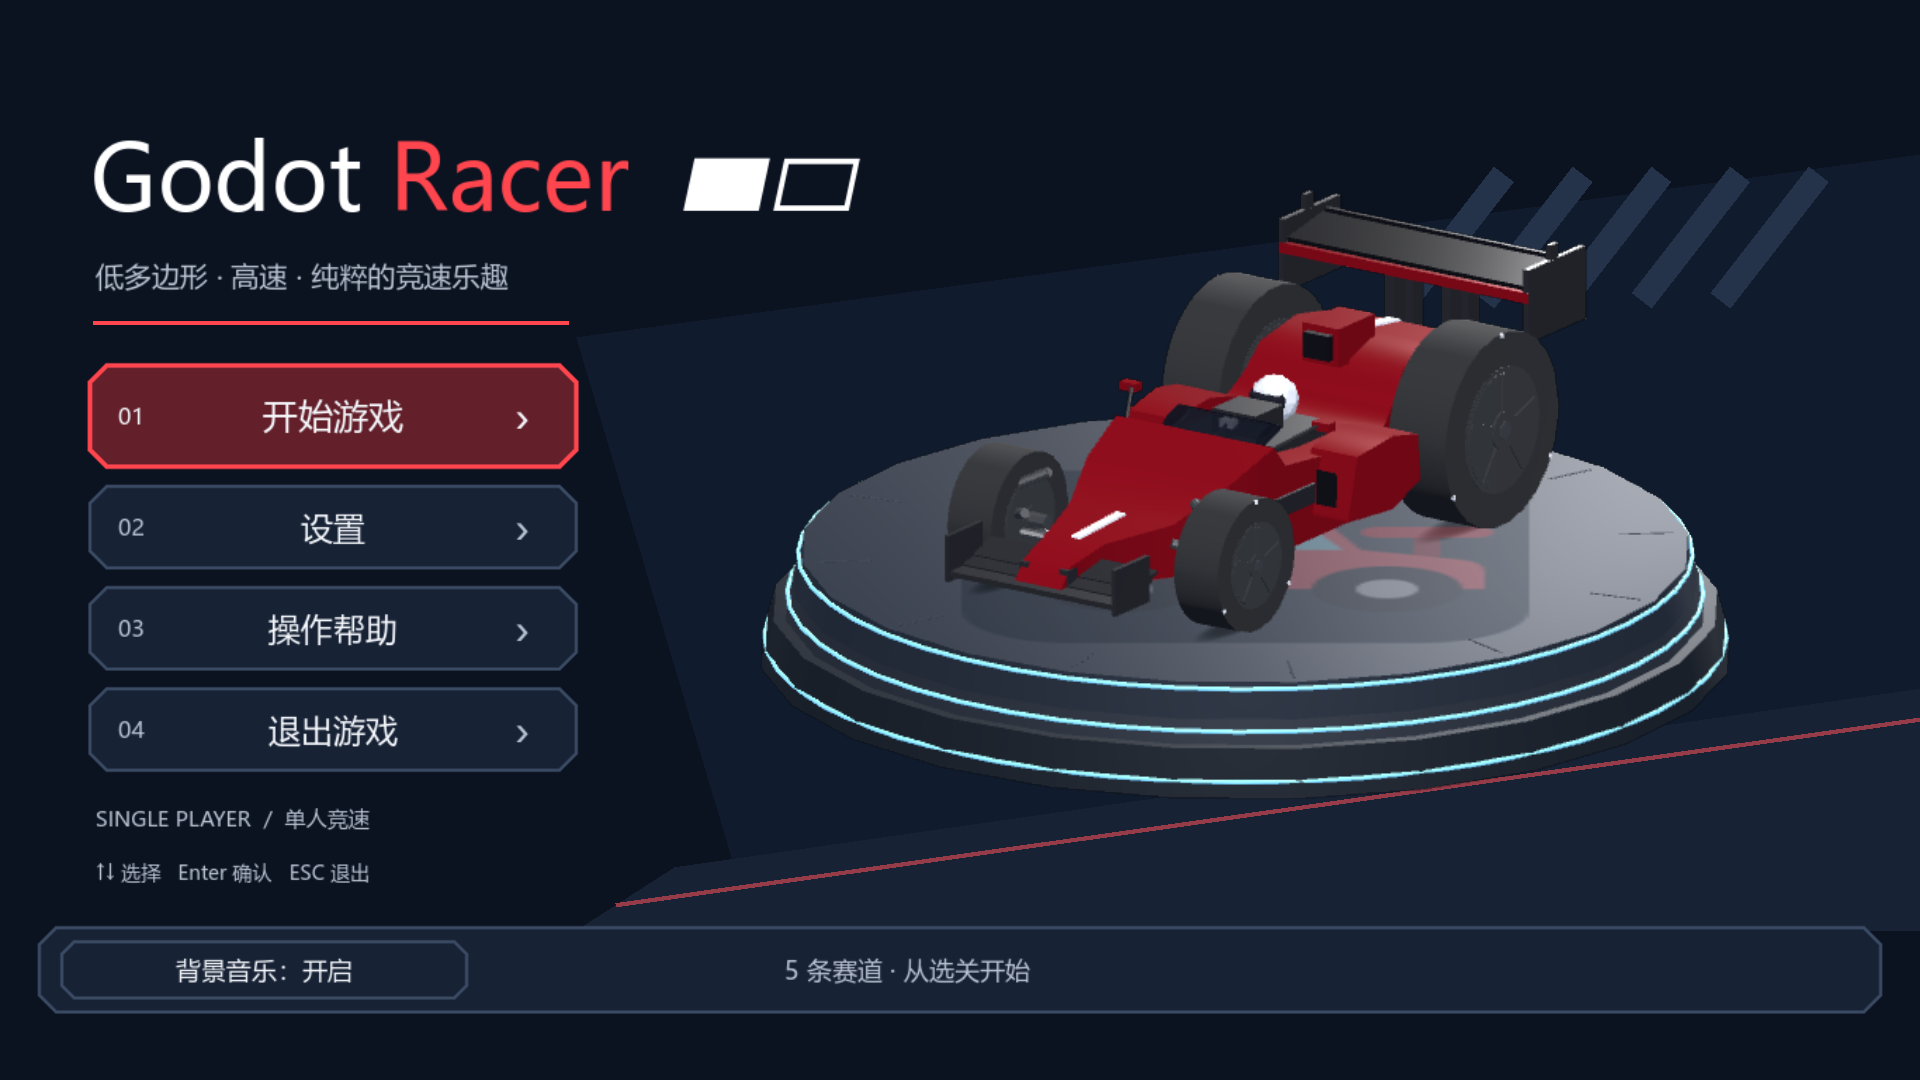 Godot Racer
低多边形 · 高速 · 纯粹的竞速乐趣
01 开始游戏 ›
02 设置 ›
03 操作帮助 ›
04 退出游戏 ›
SINGLE PLAYER / 单人竞速
↑↓ 选择 Enter 确认 ESC 退出
背景音乐：开启
5 条赛道 · 从选关开始